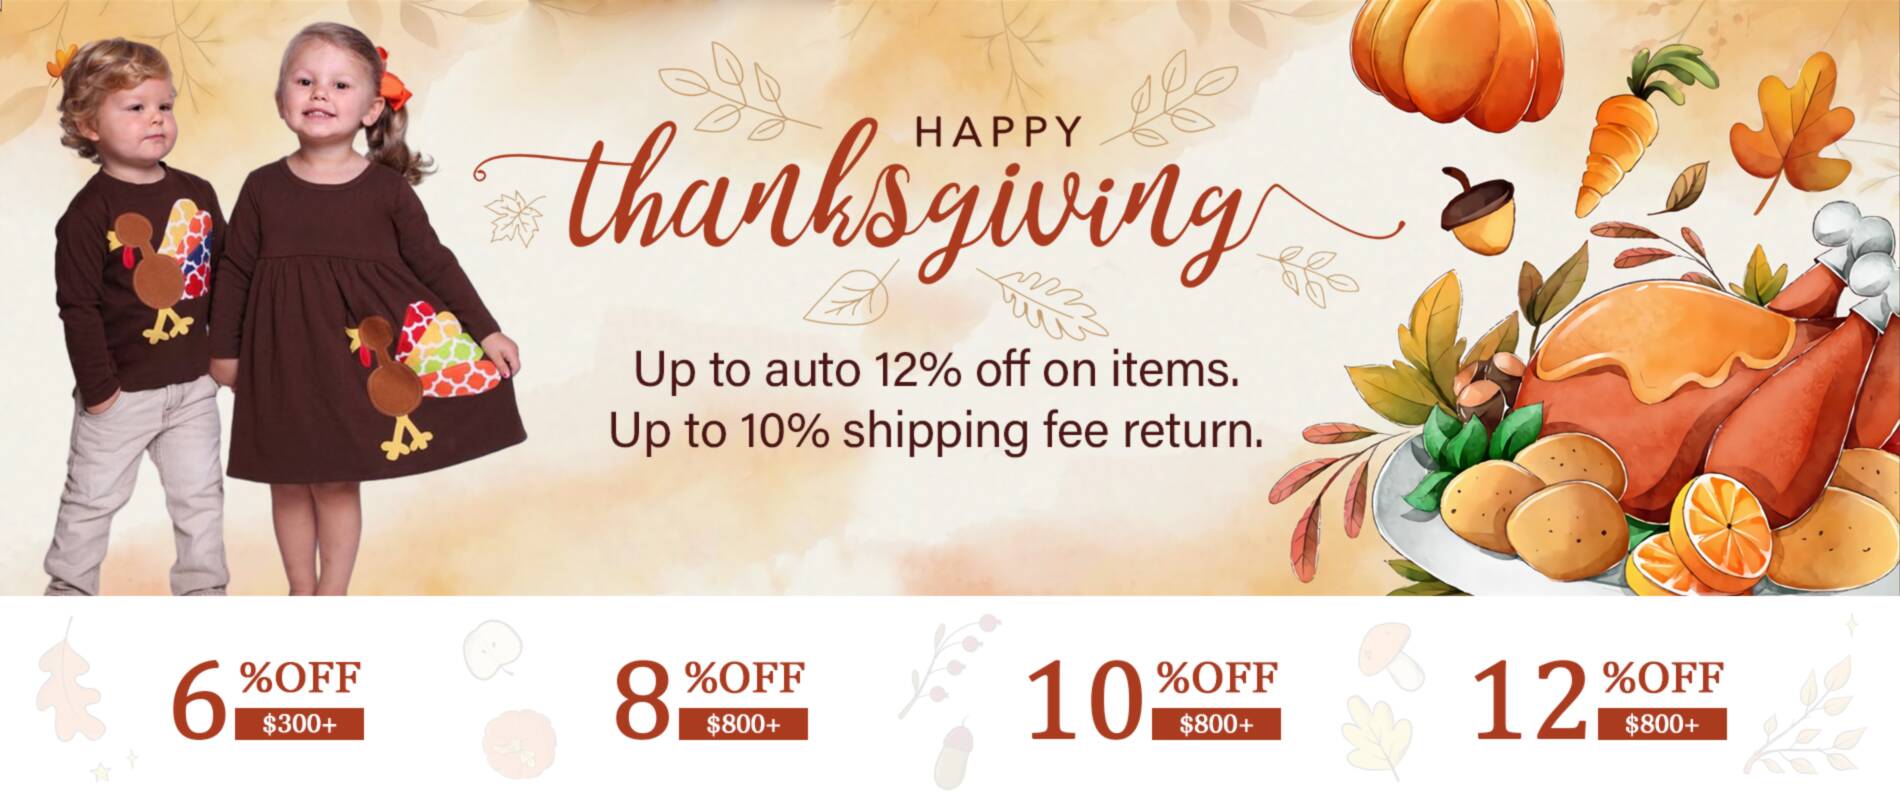 HAPPY
thanksgiving
Up to auto 12% off on items.
Up to 10% shipping fee return.
6 %OFF
$300+
8 %OFF
$800+
10 %OFF
$800+
12 %OFF
$800+